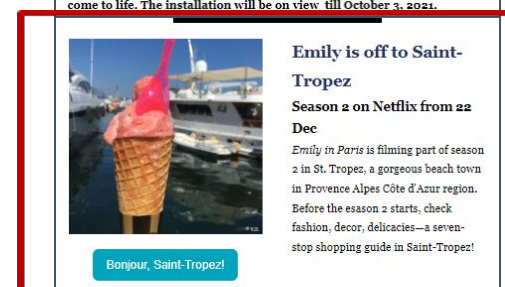 come to life. The installation will be on view till October 3, 2021.
Emily is off to Saint-
Tropez
Season 2 on Netflix from 22
Dec
Emily in Paris is filming part of season
2 in St. Tropez, a gorgeous beach town
in Provence Alpes Côte d'Azur region.
Before the esason 2 starts, check
fashion, decor, delicacies—a seven-
stop shopping guide in Saint-Tropez!
Bonjour, Saint-Tropez!